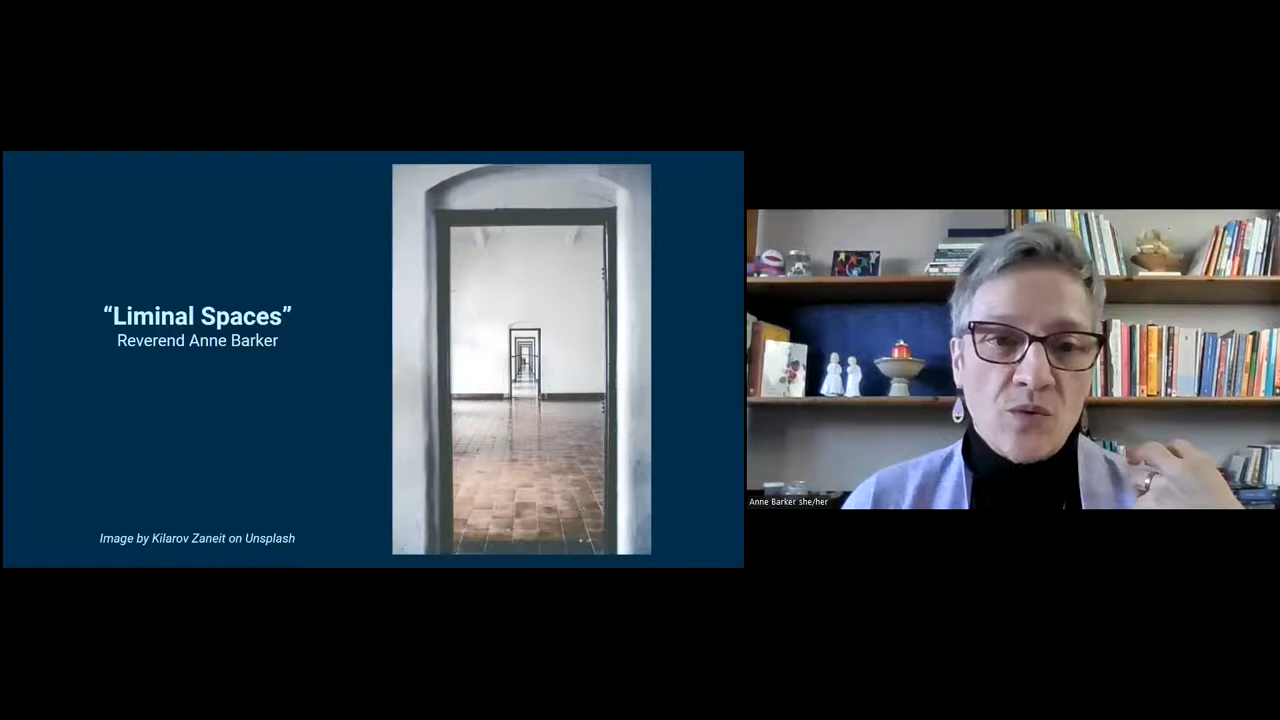 “Liminal Spaces”
Reverend Anne Barker
Image by Kilarov Zaneit on Unsplash
Anne Barker she/her